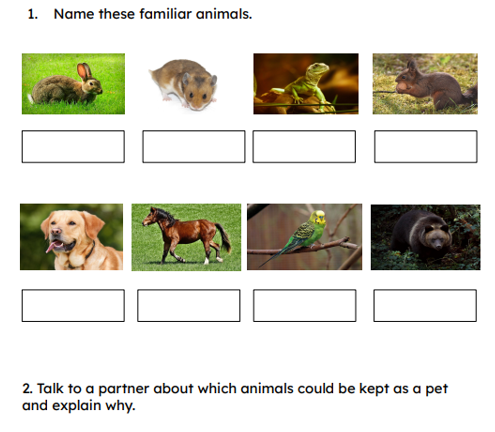 1. Name these familiar animals.
2. Talk to a partner about which animals could be kept as a pet
and explain why.